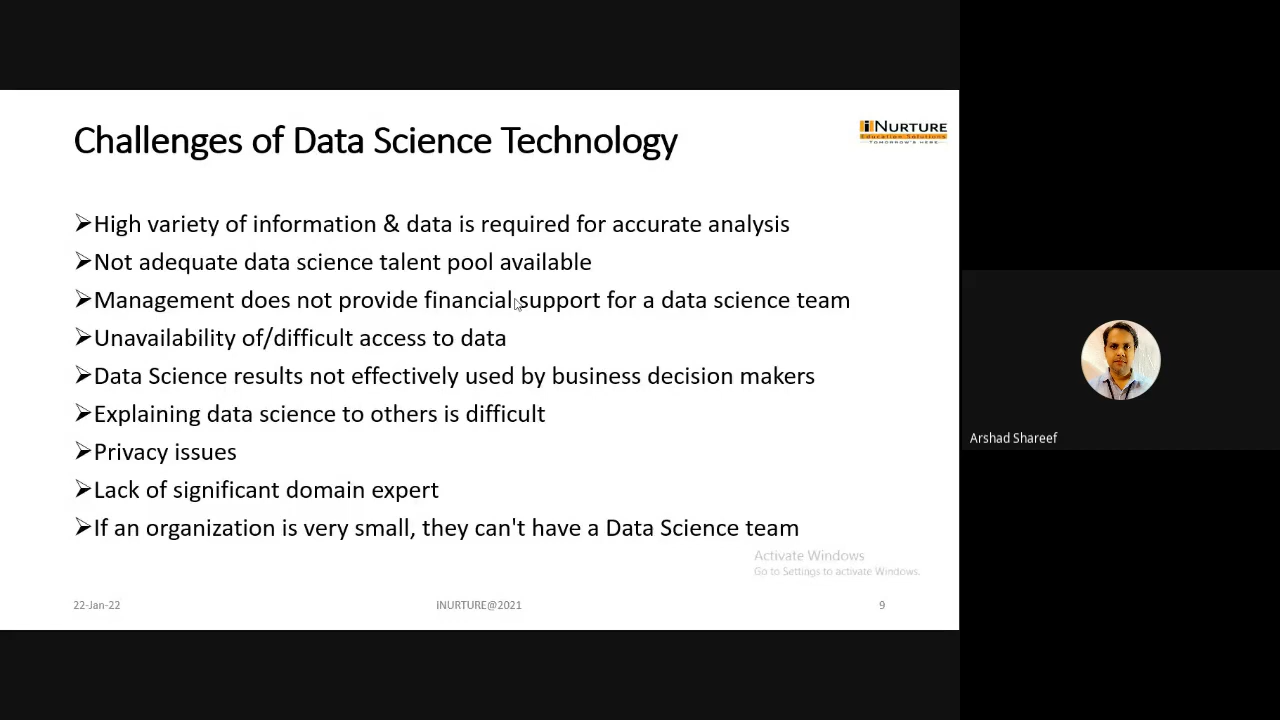 Challenges of Data Science Technology
iNURTURE
Education Solutions
TOMORROW'S HERE
➢High variety of information & data is required for accurate analysis
➢Not adequate data science talent pool available
➢Management does not provide financial support for a data science team
➢Unavailability of/difficult access to data
➢Data Science results not effectively used by business decision makers
➢Explaining data science to others is difficult
➢Privacy issues
➢Lack of significant domain expert
➢If an organization is very small, they can't have a Data Science team
Activate Windows
Go to Settings to activate Windows.
22-Jan-22
INURTURE@2021
9
Arshad Shareef